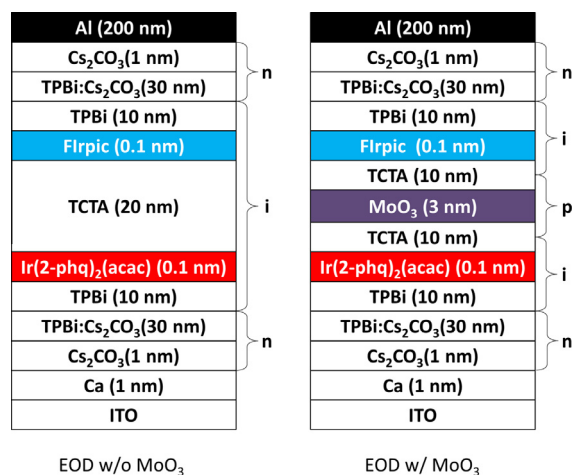 Al (200 nm)
Cs₂CO₃(1 nm)
TPBi:Cs₂CO₃(30 nm)
TPBi (10 nm)
FIrpic (0.1 nm)
TCTA (20 nm)
Ir(2-phq)₂(acac) (0.1 nm)
TPBi (10 nm)
TPBi:Cs₂CO₃(30 nm)
Cs₂CO₃(1 nm)
Ca (1 nm)
ITO
n
i
n
EOD w/o MoO₃
Al (200 nm)
Cs₂CO₃(1 nm)
TPBi:Cs₂CO₃(30 nm)
TPBi (10 nm)
FIrpic (0.1 nm)
TCTA (10 nm)
MoO₃ (3 nm)
TCTA (10 nm)
Ir(2-phq)₂(acac) (0.1 nm)
TPBi (10 nm)
TPBi:Cs₂CO₃(30 nm)
Cs₂CO₃(1 nm)
Ca (1 nm)
ITO
n
i
p
i
n
EOD w/ MoO₃